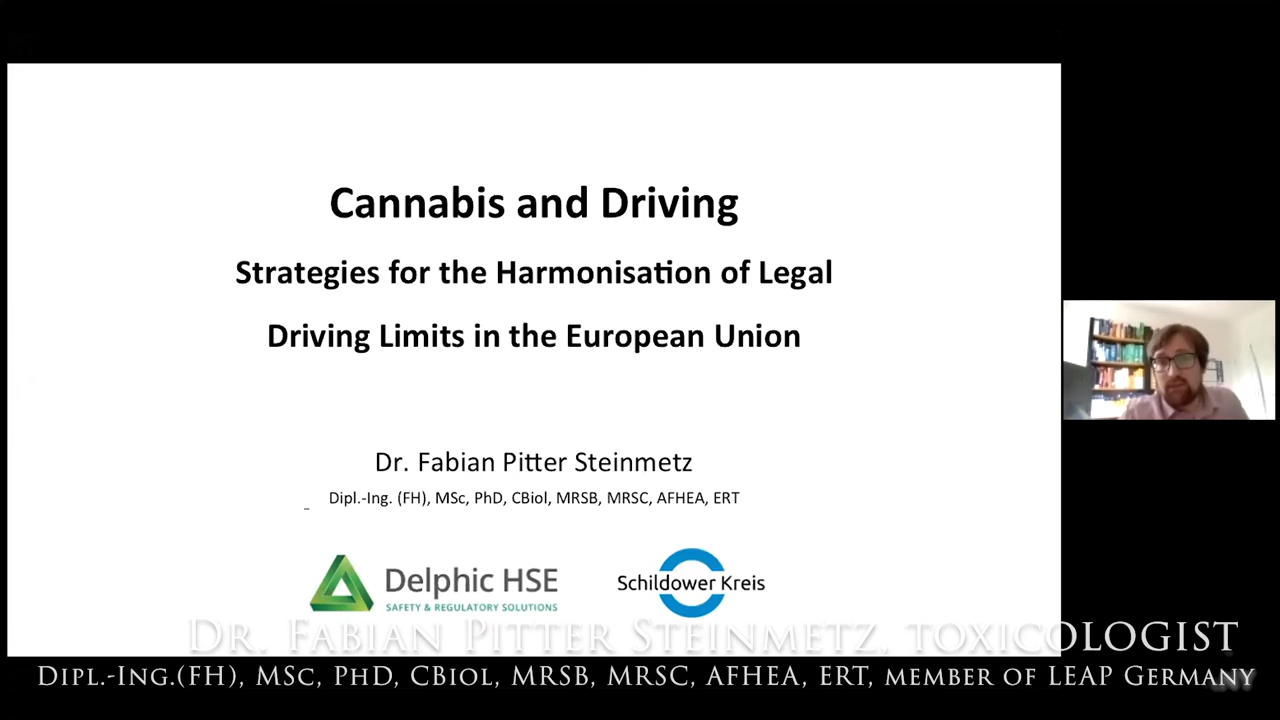 Cannabis and Driving
Strategies for the Harmonisation of Legal
Driving Limits in the European Union
Dr. Fabian Pitter Steinmetz
Dipl.-Ing. (FH), MSc, PhD, CBiol, MRSB, MRSC, AFHEA, ERT
Delphic HSE
SAFETY & REGULATORY SOLUTIONS
Schildower Kreis
Dr. Fabian Pitter Steinmetz, toxicologist
Dipl.-Ing.(FH), MSc, PhD, CBiol, MRSB, MRSC, AFHEA, ERT, member of LEAP Germany